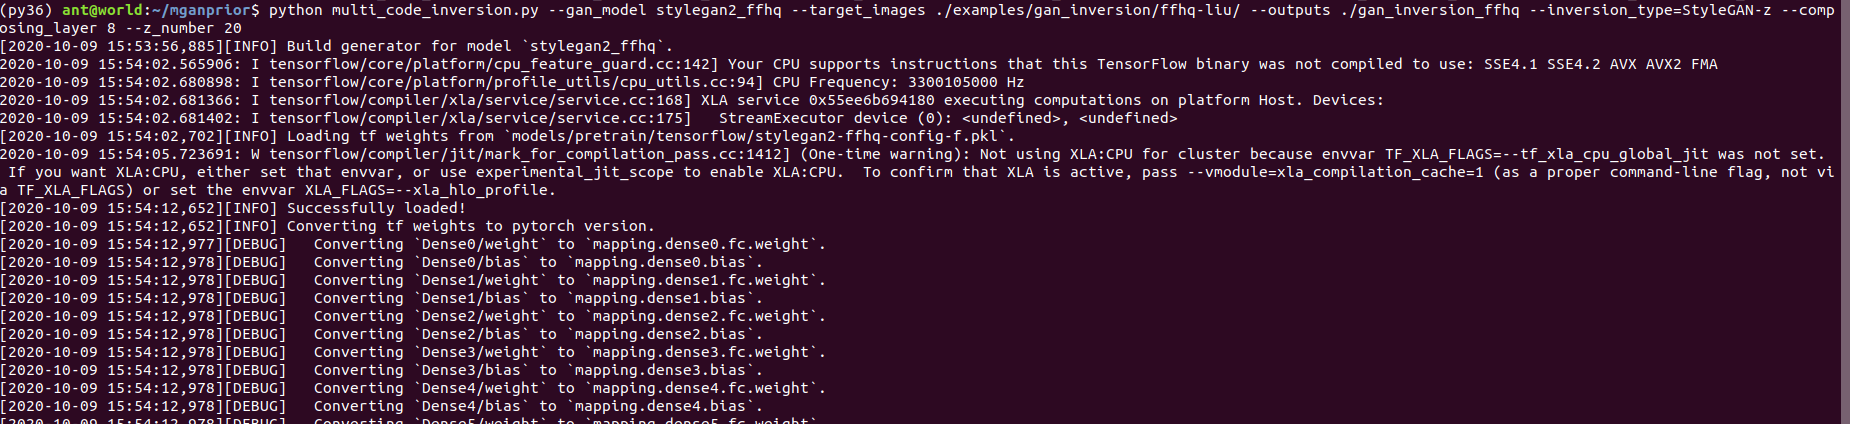 (py36) ant@world:~/mganprior$ python multi_code_inversion.py --gan_model stylegan2_ffhq --target_images ./examples/gan_inversion/ffhq-liu/ --outputs ./gan_inversion_ffhq --inversion_type=StyleGAN-z --comp
osing_layer 8 --z_number 20
[2020-10-09 15:53:56,885][INFO] Build generator for model `stylegan2_ffhq`.
2020-10-09 15:54:02.565906: I tensorflow/core/platform/cpu_feature_guard.cc:142] Your CPU supports instructions that this TensorFlow binary was not compiled to use: SSE4.1 SSE4.2 AVX AVX2 FMA
2020-10-09 15:54:02.680898: I tensorflow/core/platform/profile_utils/cpu_utils.cc:94] CPU Frequency: 3300105000 Hz
2020-10-09 15:54:02.681366: I tensorflow/compiler/xla/service/service.cc:168] XLA service 0x55ee6b694180 executing computations on platform Host. Devices:
2020-10-09 15:54:02.681402: I tensorflow/compiler/xla/service/service.cc:175]   StreamExecutor device (0): <undefined>, <undefined>
[2020-10-09 15:54:02,702][INFO] Loading tf weights from `models/pretrain/tensorflow/stylegan2-ffhq-config-f.pkl`.
2020-10-09 15:54:05.723691: W tensorflow/compiler/jit/mark_for_compilation_pass.cc:1412] (One-time warning): Not using XLA:CPU for cluster because envvar TF_XLA_FLAGS=--tf_xla_cpu_global_jit was not set.
 If you want XLA:CPU, either set that envvar, or use experimental_jit_scope to enable XLA:CPU.  To confirm that XLA is active, pass --vmodule=xla_compilation_cache=1 (as a proper command-line flag, not vi
a TF_XLA_FLAGS) or set the envvar XLA_FLAGS=--xla_hlo_profile.
[2020-10-09 15:54:12,652][INFO] Successfully loaded!
[2020-10-09 15:54:12,652][INFO] Converting tf weights to pytorch version.
[2020-10-09 15:54:12,977][DEBUG]   Converting `Dense0/weight` to `mapping.dense0.fc.weight`.
[2020-10-09 15:54:12,978][DEBUG]   Converting `Dense0/bias` to `mapping.dense0.bias`.
[2020-10-09 15:54:12,978][DEBUG]   Converting `Dense1/weight` to `mapping.dense1.fc.weight`.
[2020-10-09 15:54:12,978][DEBUG]   Converting `Dense1/bias` to `mapping.dense1.bias`.
[2020-10-09 15:54:12,978][DEBUG]   Converting `Dense2/weight` to `mapping.dense2.fc.weight`.
[2020-10-09 15:54:12,978][DEBUG]   Converting `Dense2/bias` to `mapping.dense2.bias`.
[2020-10-09 15:54:12,978][DEBUG]   Converting `Dense3/weight` to `mapping.dense3.fc.weight`.
[2020-10-09 15:54:12,978][DEBUG]   Converting `Dense3/bias` to `mapping.dense3.bias`.
[2020-10-09 15:54:12,978][DEBUG]   Converting `Dense4/weight` to `mapping.dense4.fc.weight`.
[2020-10-09 15:54:12,978][DEBUG]   Converting `Dense4/bias` to `mapping.dense4.bias`.
[2020-10-09 15:54:12,978][DEBUG]   Converting `Dense5/weight` to `mapping.dense5.fc.weight`.